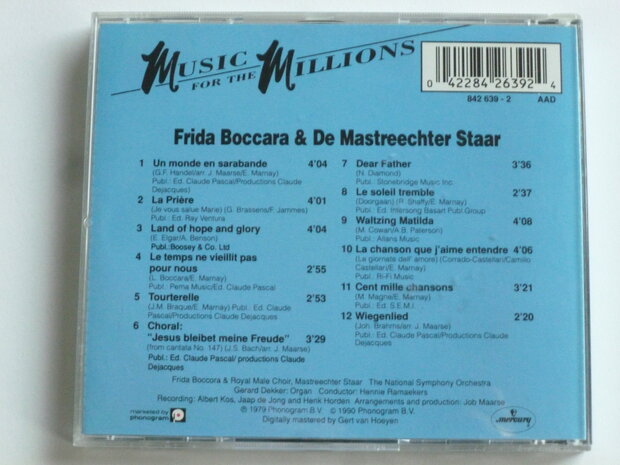 MUSIC
FOR THE MILLIONS
0 42284 26392 4
842 639 - 2 AAD
Frida Boccara & De Mastreechter Staar
1 Un monde en sarabande 4'04
(G.F. Handel/arr. J. Maarse/E. Marnay)
Publ.: Ed. Claude Pascal/Productions Claude
Dejacques)
2 La Prière 4'01
(Je vous salue Marie) (G. Brassens/F. Jammes)
Publ.: Ed. Ray Ventura
3 Land of hope and glory 4'04
(E. Elgar/A. Benson)
Publ.:Boosey & Co. Ltd
4 Le temps ne vieillit pas
pour nous 2'55
(L. Boccara/E. Marnay)
Publ.: Pema Music/Ed. Claude Pascal
5 Tourterelle 2'53
(J.M. Braque/E. Marnay) Publ.: Ed. Claude
Pascal/Productions Claude Dejacques
6 Choral:
"Jesus bleibet meine Freude" 3'29
(from cantata No. 147) (J.S. Bach/arr. J. Maarse)
Publ.: Ed. Claude Pascal/ productions Claude
Dejacques
7 Dear Father 3'36
(N. Diamond)
Publ.: Stonebridge Music Inc.
8 Le soleil tremble 2'37
(Doorgaan) (R. Shaffy/E. Marnay)
Publ.: Ed. Intersong Basart Publ.Group
9 Waltzing Matilda 4'08
(M. Cowan/A.B. Paterson)
Publ.: Allans Music
10 La chanson que j'aime entendre 4'06
(La giornata dell' amore) (Corrado-Castellari/Camillo
Castellari/E. Marnay)
Publ.: Ri-Fi Music
11 Cent mille chansons 3'21
(M. Magne/E. Marnay)
Publ.: Ed. S.E.M.I.
12 Wiegenlied 2'20
(Joh. Brahms/arr. J. Maarse)
Publ.: Ed. Claude Pascal/Productions Claude
Dejacques
Frida Boccora & Royal Male Choir, Mastreechter Staar The National Symphony Orchestra
Gerard Dekker: Organ Conductor: Hennie Ramaekers
Recording: Albert Kos, Jaap de Jong and Henk Horden Arrangements and production: Job Maarse
℗ 1979 Phonogram B.V. © 1990 Phonogram B.V.
Digitally mastered by Gert van Hoeyen
marketed by
phonogram
mercury